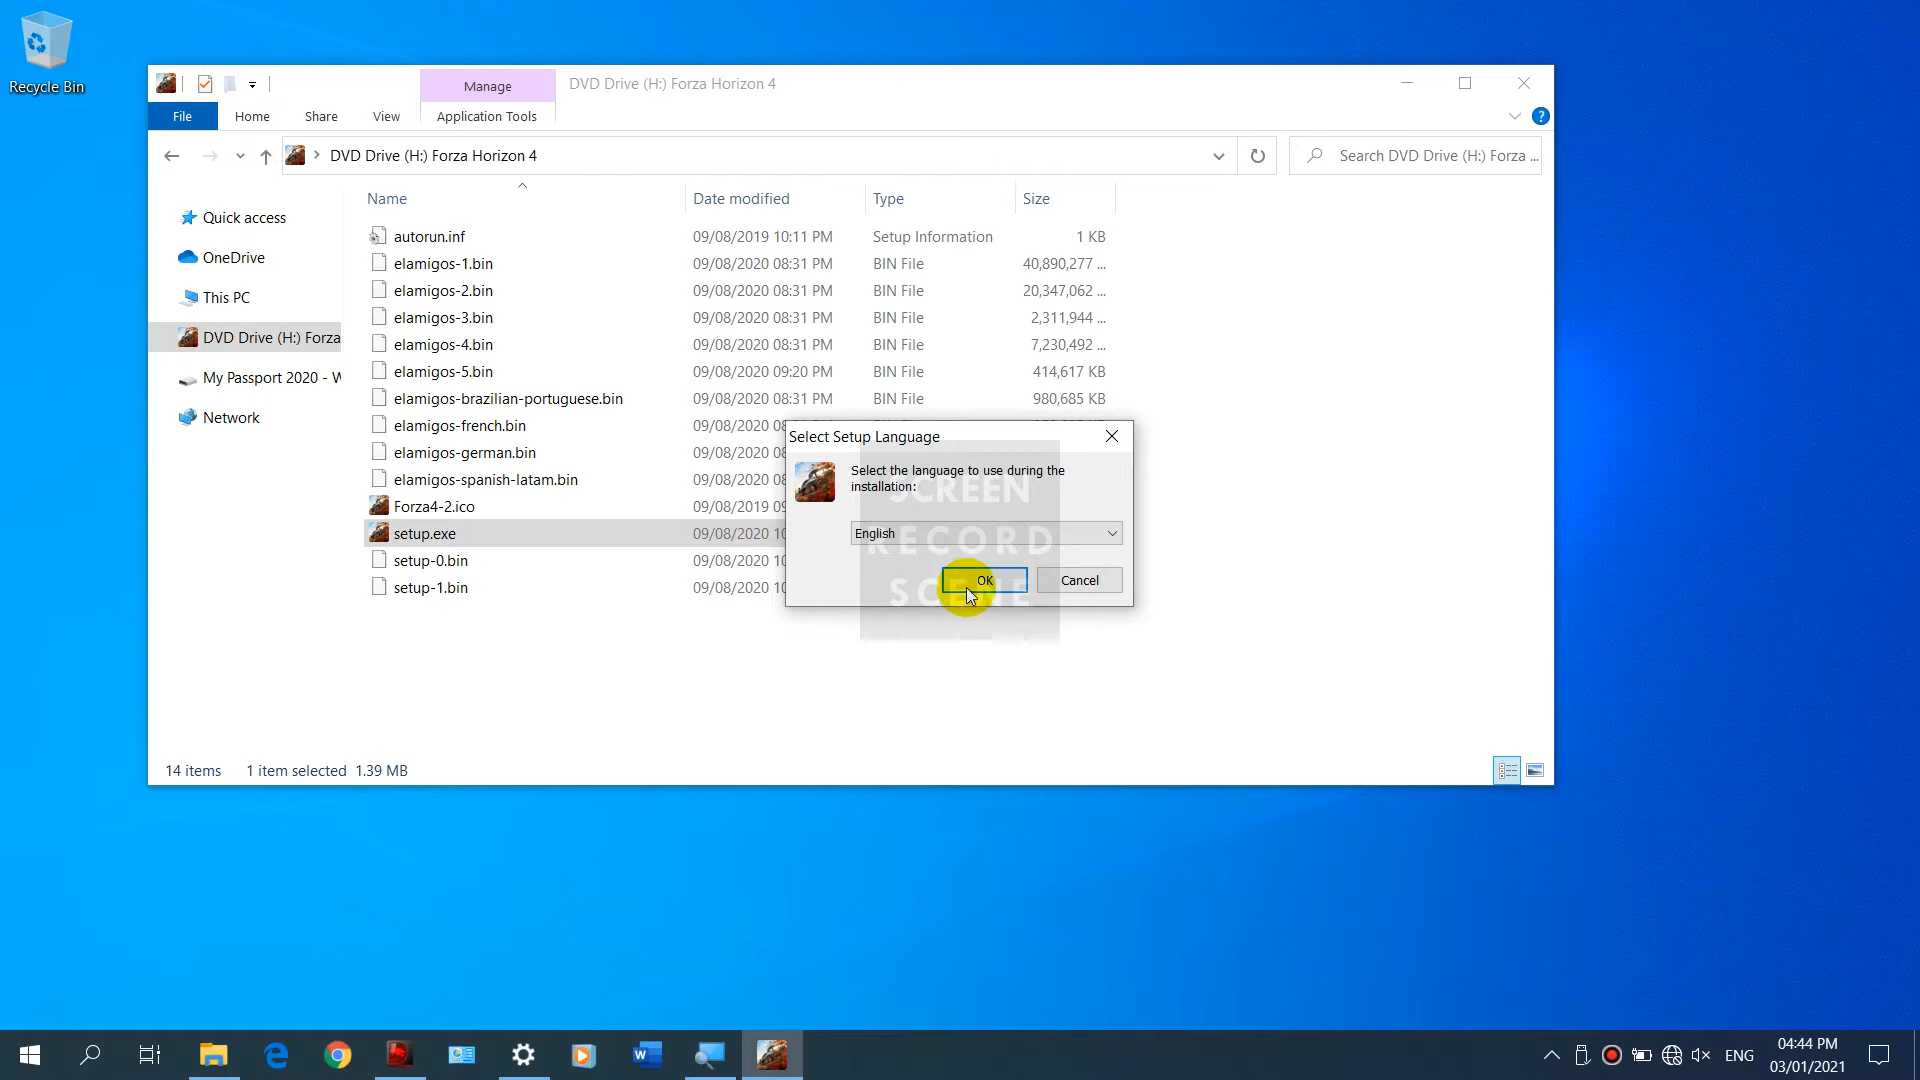 Recycle Bin
Manage
DVD Drive (H:) Forza Horizon 4
File Home Share View Application Tools
DVD Drive (H:) Forza Horizon 4
Search DVD Drive (H:) Forza ...
Name Date modified Type Size
Quick access
OneDrive
This PC
DVD Drive (H:) Forza
My Passport 2020 - W
Network
autorun.inf 09/08/2019 10:11 PM Setup Information 1 KB
elamigos-1.bin 09/08/2020 08:31 PM BIN File 40,890,277 ...
elamigos-2.bin 09/08/2020 08:31 PM BIN File 20,347,062 ...
elamigos-3.bin 09/08/2020 08:31 PM BIN File 2,311,944 ...
elamigos-4.bin 09/08/2020 08:31 PM BIN File 7,230,492 ...
elamigos-5.bin 09/08/2020 09:20 PM BIN File 414,617 KB
elamigos-brazilian-portuguese.bin 09/08/2020 08:31 PM BIN File 980,685 KB
elamigos-french.bin 09/08/2020
elamigos-german.bin 09/08/2020
elamigos-spanish-latam.bin 09/08/2020
Forza4-2.ico 09/08/2019
setup.exe 09/08/2020
setup-0.bin 09/08/2020
setup-1.bin 09/08/2020
Select Setup Language
Select the language to use during the
installation:
English
OK Cancel
SCREEN
RECORD
SCENE
14 items 1 item selected 1.39 MB
ENG
04:44 PM
03/01/2021